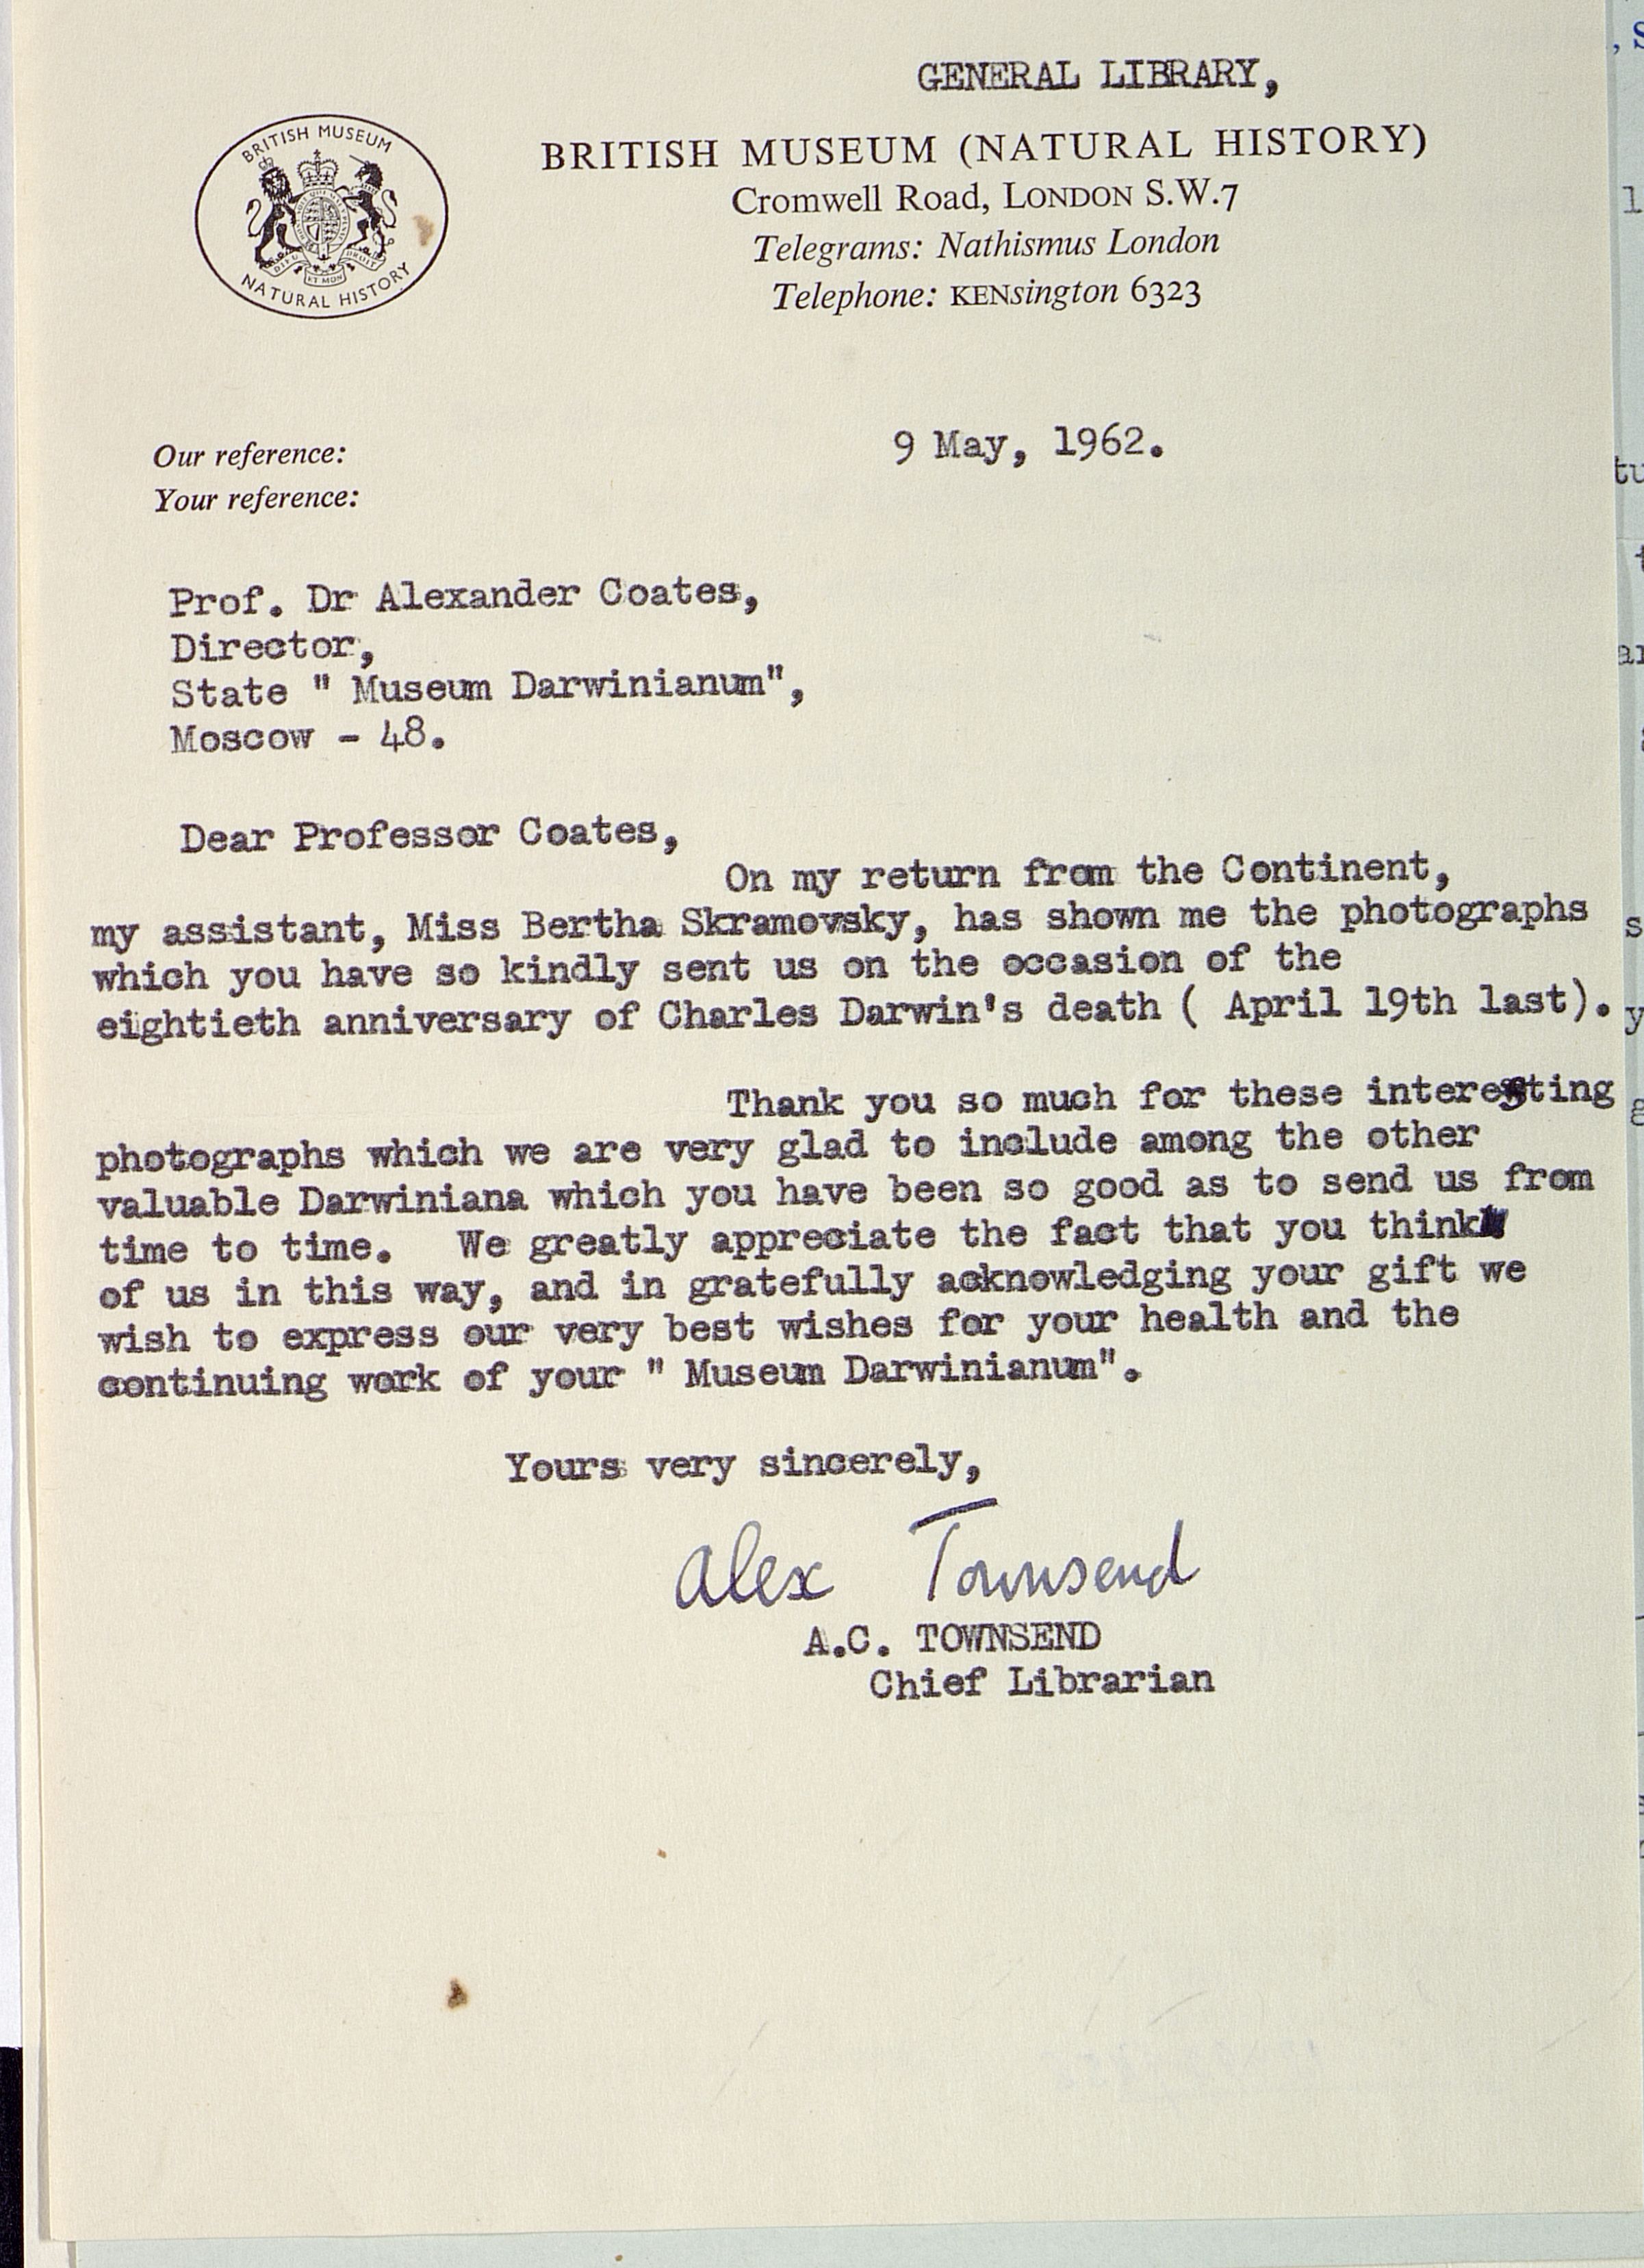 GENERAL LIBRARY,
BRITISH MUSEUM
NATURAL HISTORY
BRITISH MUSEUM (NATURAL HISTORY)
Cromwell Road, LONDON S.W.7
Telegrams: Nathismus London
Telephone: KENsington 6323
Our reference:
9 May, 1962.
Your reference:
Prof. Dr Alexander Coates,
Director,
State " Museum Darwinianum",
Moscow - 48.
Dear Professor Coates,
On my return from the Continent,
my assistant, Miss Bertha Skramovsky, has shown me the photographs
which you have so kindly sent us on the occasion of the
eightieth anniversary of Charles Darwin's death ( April 19th last).
Thank you so much for these interesting
photographs which we are very glad to include among the other
valuable Darwiniana which you have been so good as to send us from
time to time. We greatly appreciate the fact that you think
of us in this way, and in gratefully acknowledging your gift we
wish to express our very best wishes for your health and the
continuing work of your " Museum Darwinianum".
Yours very sincerely,
Alex Townsend
A.C. TOWNSEND
Chief Librarian